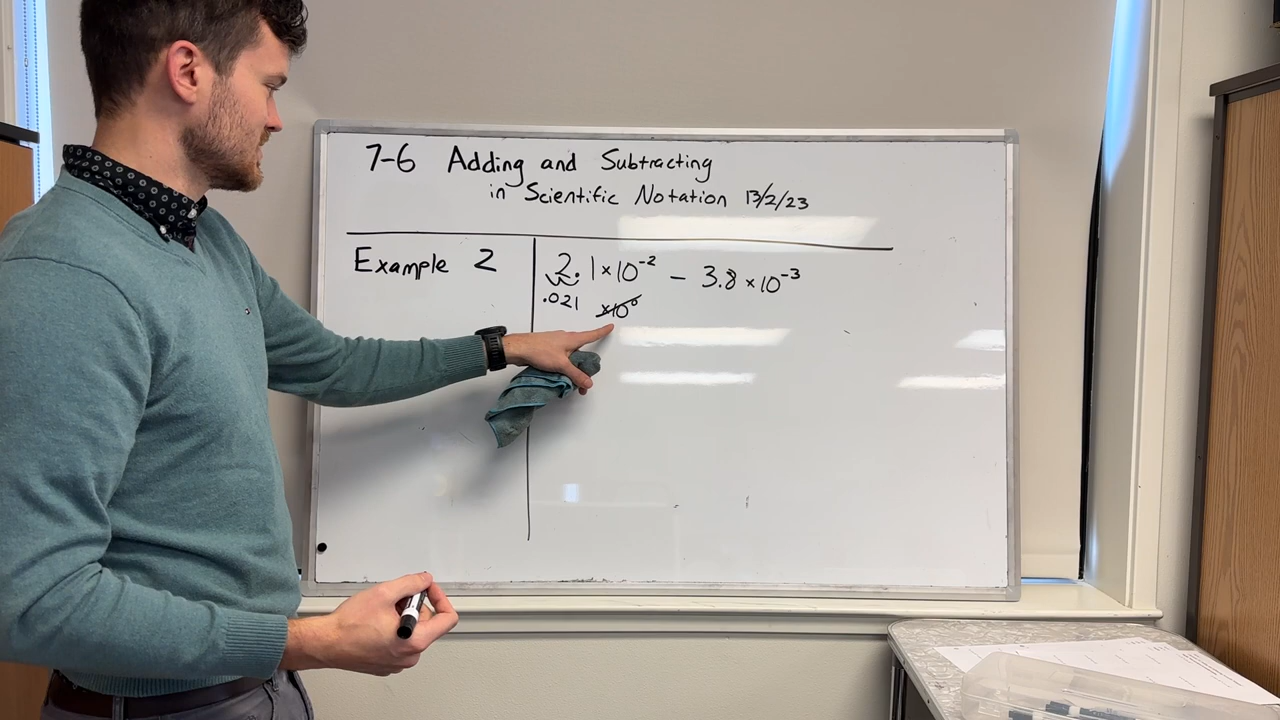 7-6 Adding and Subtracting
in Scientific Notation 13/2/23
Example 2
2.1×10⁻² - 3.8×10⁻³
.021 ×10⁰